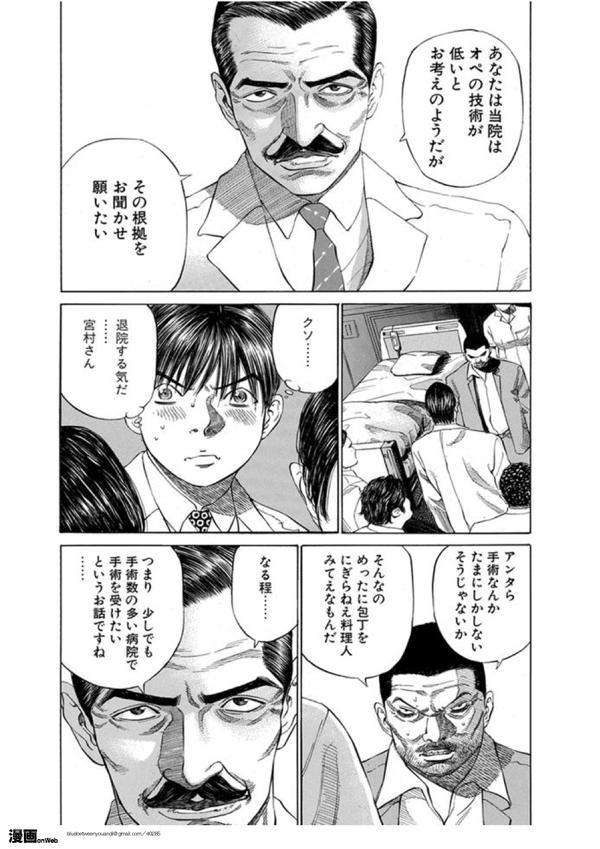 あなたは当院は
オペの技術が
低いと
お考えのようだが
その根拠を
お聞かせ
願いたい
クソ……
退院する気だ
……
宮村さん
アンタら
手術なんか
たまにしかしない
そうじゃないか
そんなの
めったに包丁を
にぎらねえ料理人
みてえなもんだ
なる程……
つまり 少しでも
手術数の多い病院で
手術を受けたい
というお話ですね
……
漫画onWeb
bluebetweenyouandi@gmail.com/40285